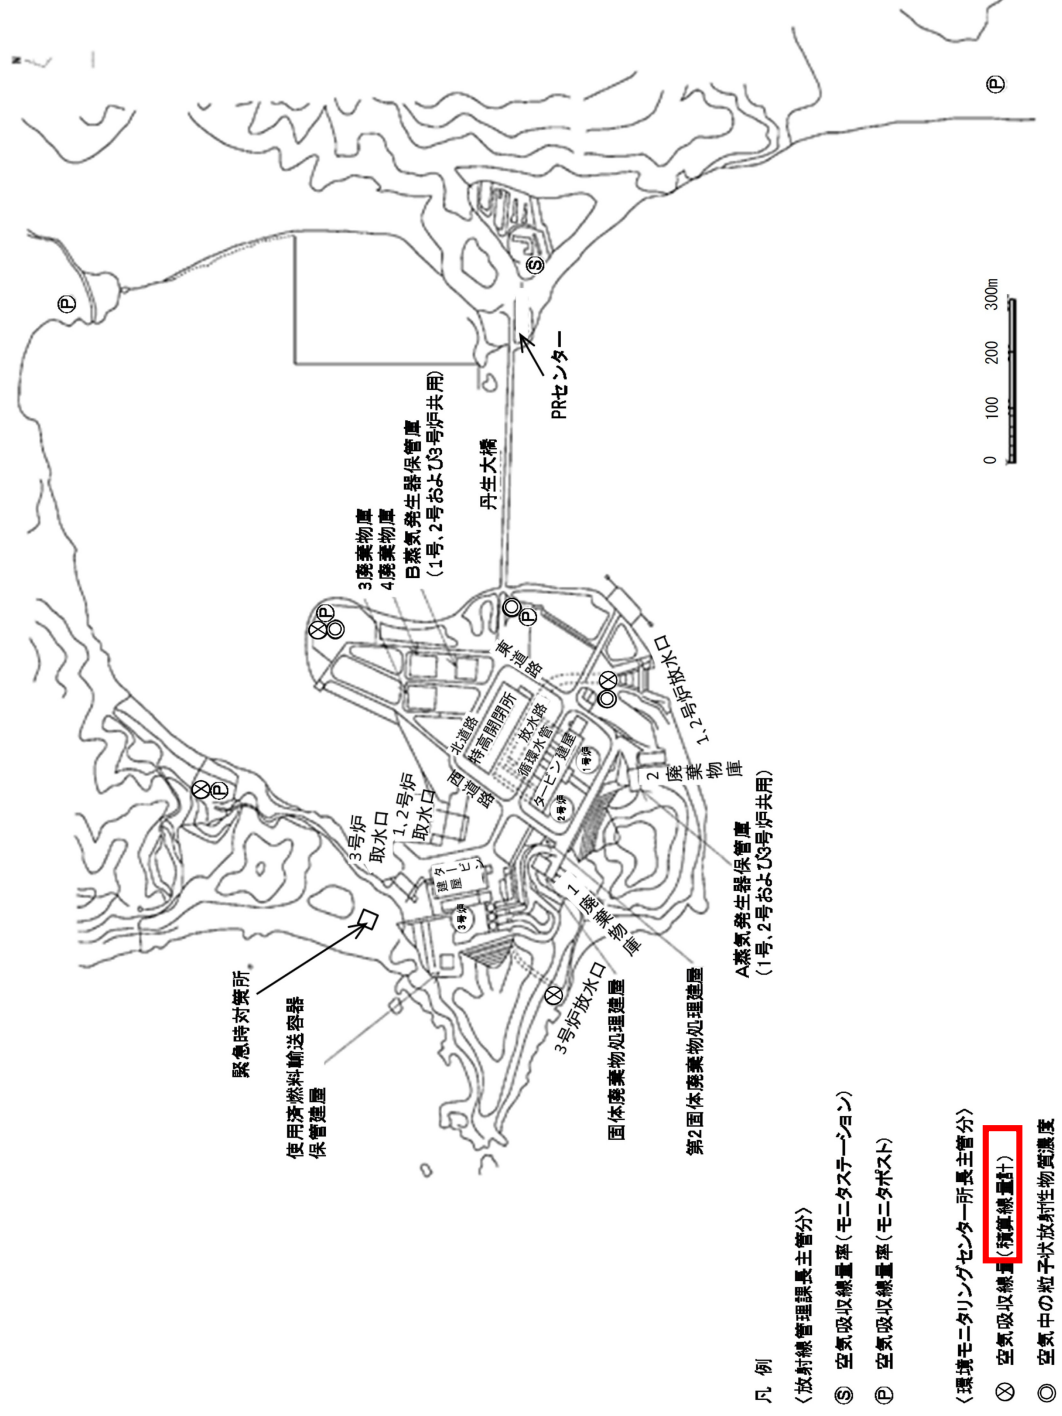 N
Ⓟ
Ⓟ
Ⓢ
PRセンター
丹生大橋
3廃棄物庫
4廃棄物庫
B蒸気発生器保管庫
(1号、2号および3号炉共用)
Ⓟ
⊗
◎
◎
Ⓟ
東道路
北道路
特高開閉所
西道路
放水路
循環水管
タービン建屋
1号炉
2号炉
⊗
◎
1、2号炉放水口
2廃棄物庫
A蒸気発生器保管庫
(1号、2号および3号炉共用)
⊗
Ⓟ
3号炉
取水口
1、2号炉
取水口
タービン
建屋
3号炉
1廃棄物庫
⊗
3号炉放水口
固体廃棄物処理建屋
第2固体廃棄物処理建屋
緊急時対策所
使用済燃料輸送容器
保管建屋
0 100 200 300m
凡 例
〈放射線管理課長主管分〉
Ⓢ 空気吸収線量率(モニタステーション)
Ⓟ 空気吸収線量率(モニタポスト)
〈環境モニタリングセンター所長主管分〉
⊗ 空気吸収線量(積算線量計)
◎ 空気中の粒子状放射性物質濃度